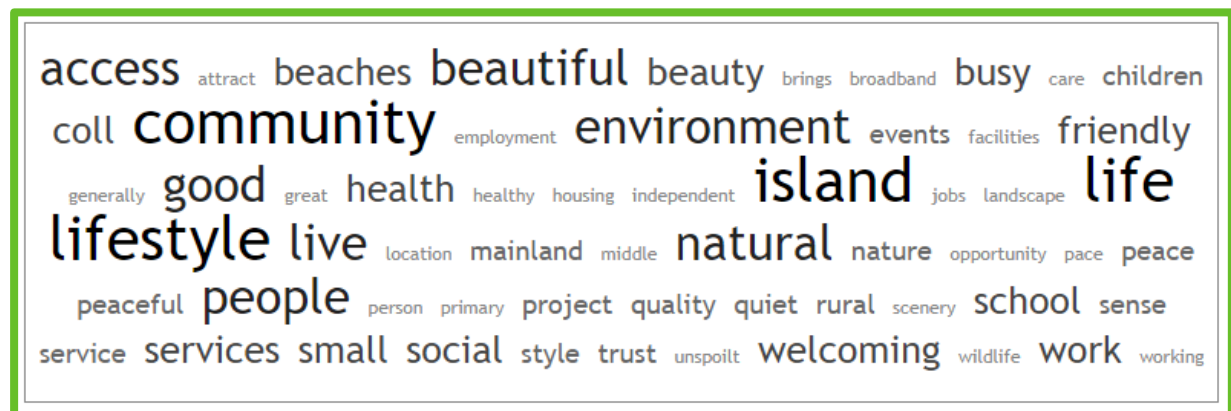 access attract beaches beautiful beauty brings broadband busy care children
coll community employment environment events facilities friendly
generally good great health healthy housing independent island jobs landscape life
lifestyle live location mainland middle natural nature opportunity pace peace
peaceful people person primary project quality quiet rural scenery school sense
service services small social style trust unspoilt welcoming wildlife work working